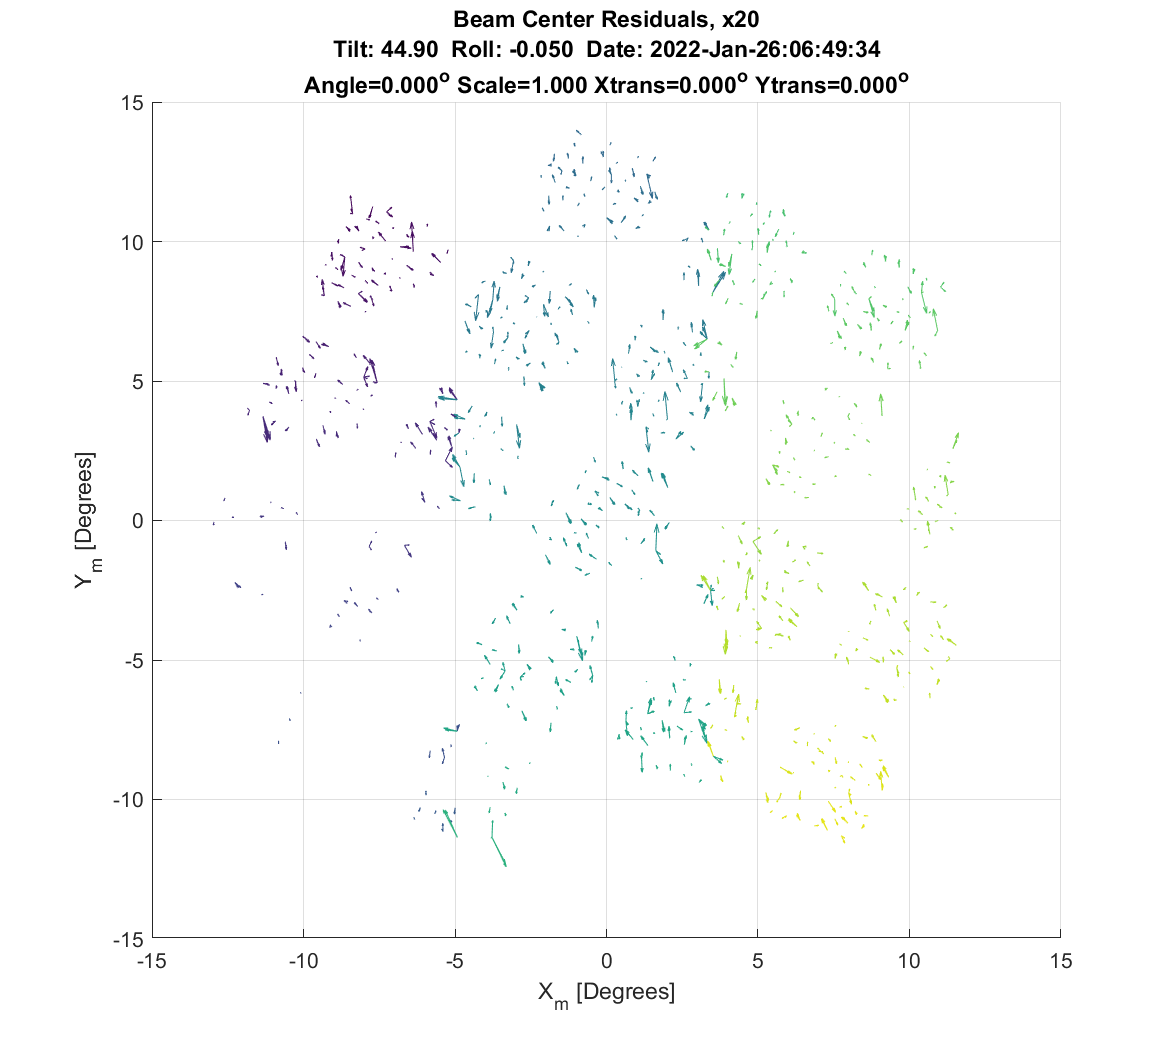 Beam Center Residuals, x20
Tilt: 44.90 Roll: -0.050 Date: 2022-Jan-26:06:49:34
Angle=0.000° Scale=1.000 Xtrans=0.000° Ytrans=0.000°
15
10
5
0
-5
-10
-15
Y_m [Degrees]
-15 -10 -5 0 5 10 15
X_m [Degrees]